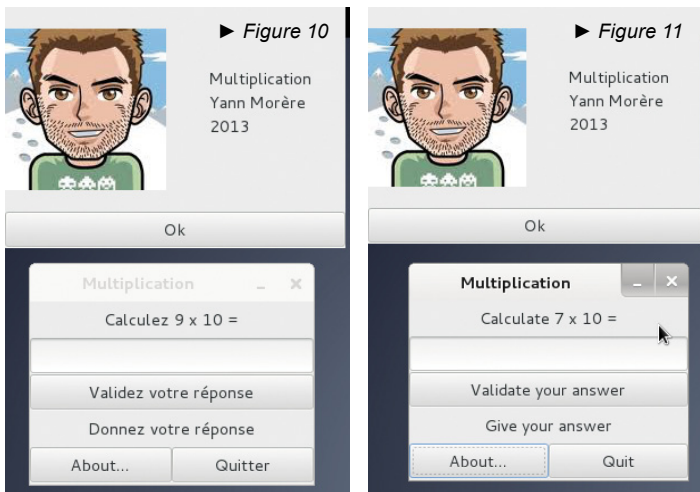 ► Figure 10
Multiplication
Yann Morère
2013
Ok
Multiplication
Calculez 9 x 10 =
Validez votre réponse
Donnez votre réponse
About...
Quitter
► Figure 11
Multiplication
Yann Morère
2013
Ok
Multiplication
Calculate 7 x 10 =
Validate your answer
Give your answer
About...
Quit